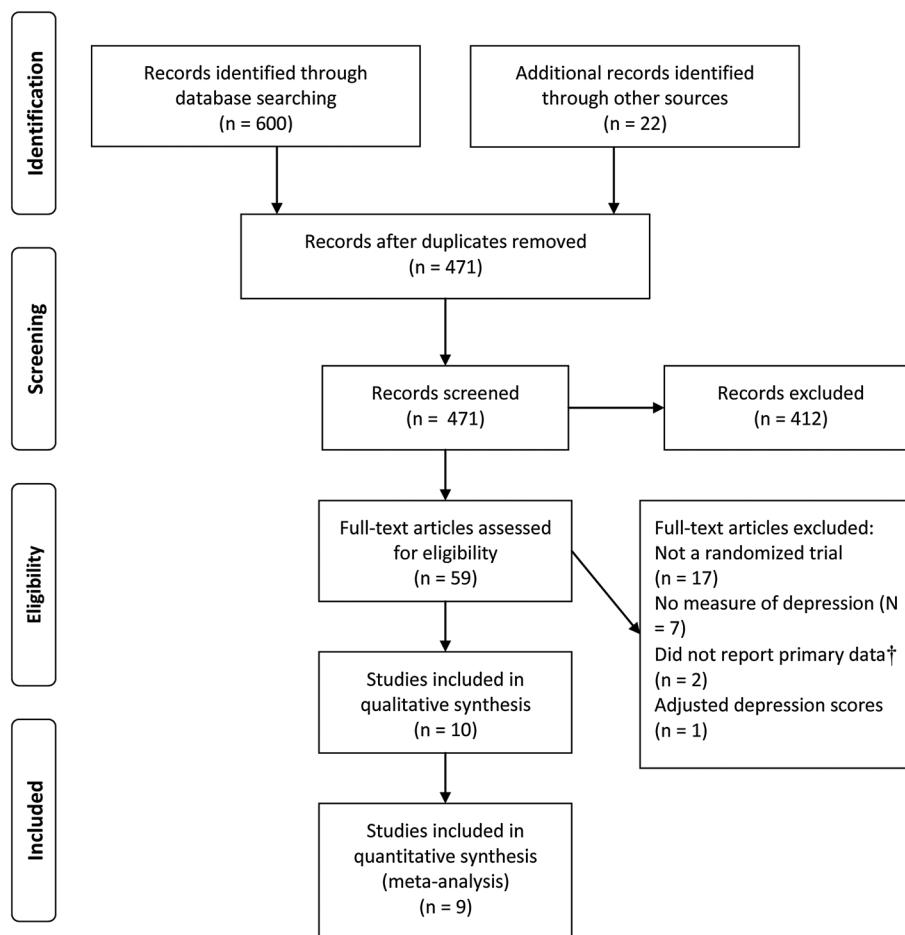 Identification
Records identified through
database searching
(n = 600)
Additional records identified
through other sources
(n = 22)
Records after duplicates removed
(n = 471)
Screening
Records screened
(n =  471)
Records excluded
(n = 412)
Eligibility
Full-text articles assessed
for eligibility
(n = 59)
Full-text articles excluded:
Not a randomized trial
(n = 17)
No measure of depression (N
= 7)
Did not report primary data†
(n = 2)
Adjusted depression scores
(n = 1)
Studies included in
qualitative synthesis
(n = 10)
Included
Studies included in
quantitative synthesis
(meta-analysis)
(n = 9)